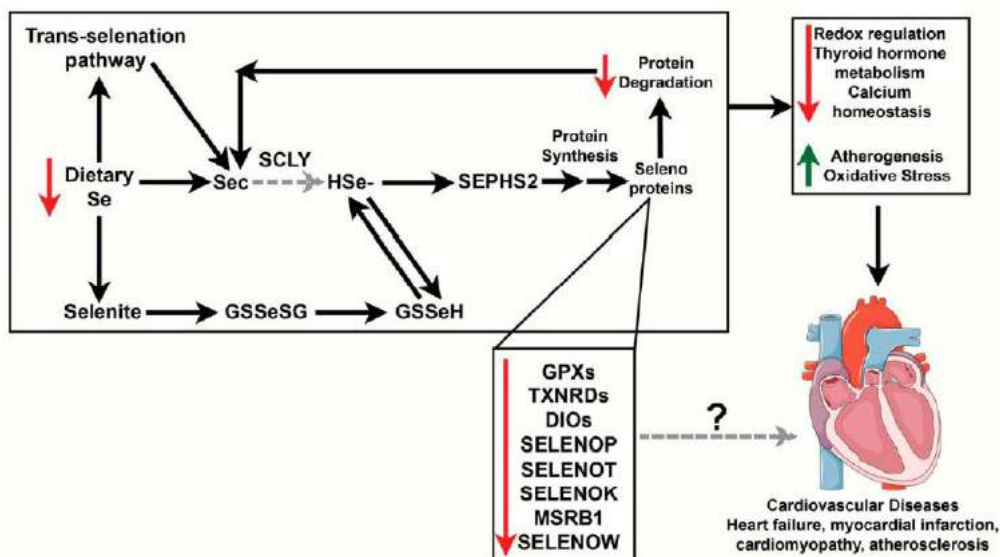 Trans-selenation
pathway
Dietary
Se
Selenite
GSSeSG
GSSeH
Sec
SCLY
HSe-
SEPHS2
Protein
Synthesis
Seleno
proteins
Protein
Degradation
GPXs
TXNRDs
DIOs
SELENOP
SELENOT
SELENOK
MSRB1
SELENOW
?
Redox regulation
Thyroid hormone
metabolism
Calcium
homeostasis
Atherogenesis
Oxidative Stress
Cardiovascular Diseases
Heart failure, myocardial infarction,
cardiomyopathy, atherosclerosis